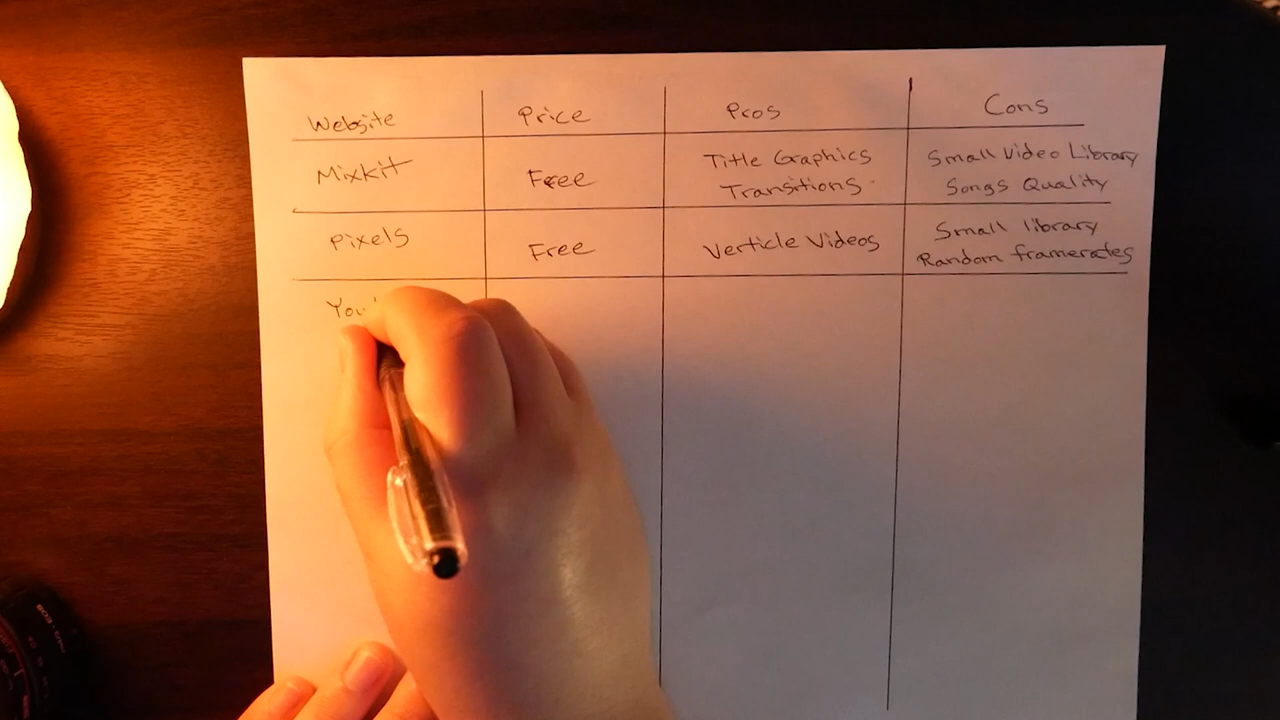 Website Price Pros Cons
Mixkit Free Title Graphics Small Video Library
Transitions Songs Quality
Pixels Free Verticle Videos Small library
Random framerates
You